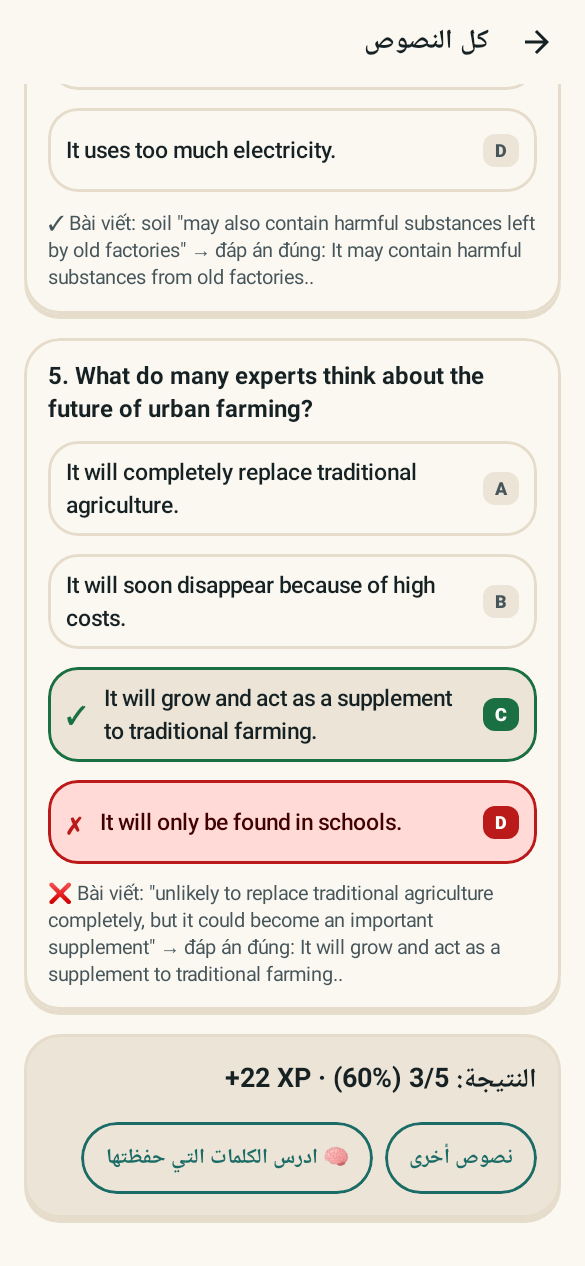 كل النصوص
It uses too much electricity.
D
✓ Bài viết: soil "may also contain harmful substances left
by old factories" → đáp án đúng: It may contain harmful
substances from old factories..
5. What do many experts think about the
future of urban farming?
It will completely replace traditional
agriculture.
A
It will soon disappear because of high
costs.
B
✓ It will grow and act as a supplement
to traditional farming.
C
✗ It will only be found in schools.
D
❌ Bài viết: "unlikely to replace traditional agriculture
completely, but it could become an important
supplement" → đáp án đúng: It will grow and act as a
supplement to traditional farming..
النتيجة: 3/5 (60%) · +22 XP
نصوص أخرى
🧠 ادرس الكلمات التي حفظتها